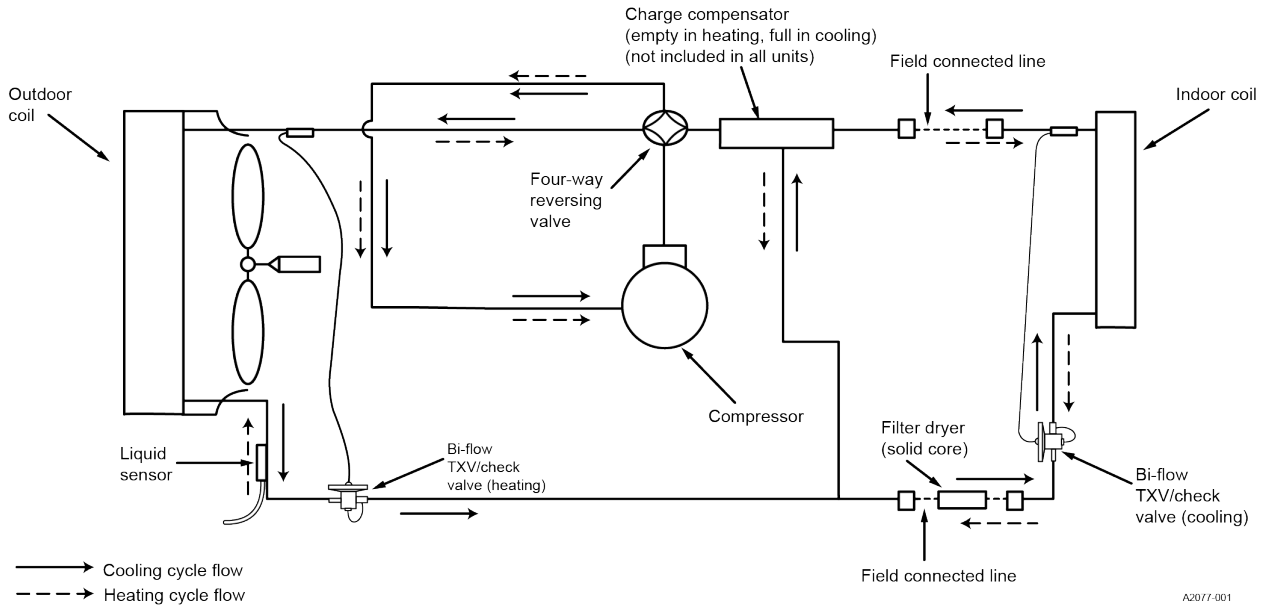 Charge compensator
(empty in heating, full in cooling)
(not included in all units)
Field connected line
Outdoor
coil
Indoor coil
Four-way
reversing
valve
Compressor
Liquid
sensor
Bi-flow
TXV/check
valve (heating)
Filter dryer
(solid core)
Bi-flow
TXV/check
valve (cooling)
Field connected line
Cooling cycle flow
Heating cycle flow
A2077-001